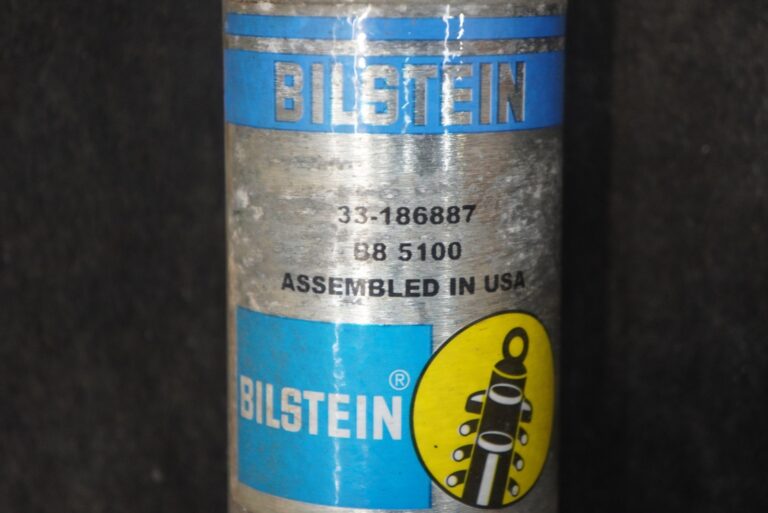 BILSTEIN
33-186887
B8 5100
ASSEMBLED IN USA
BILSTEIN®